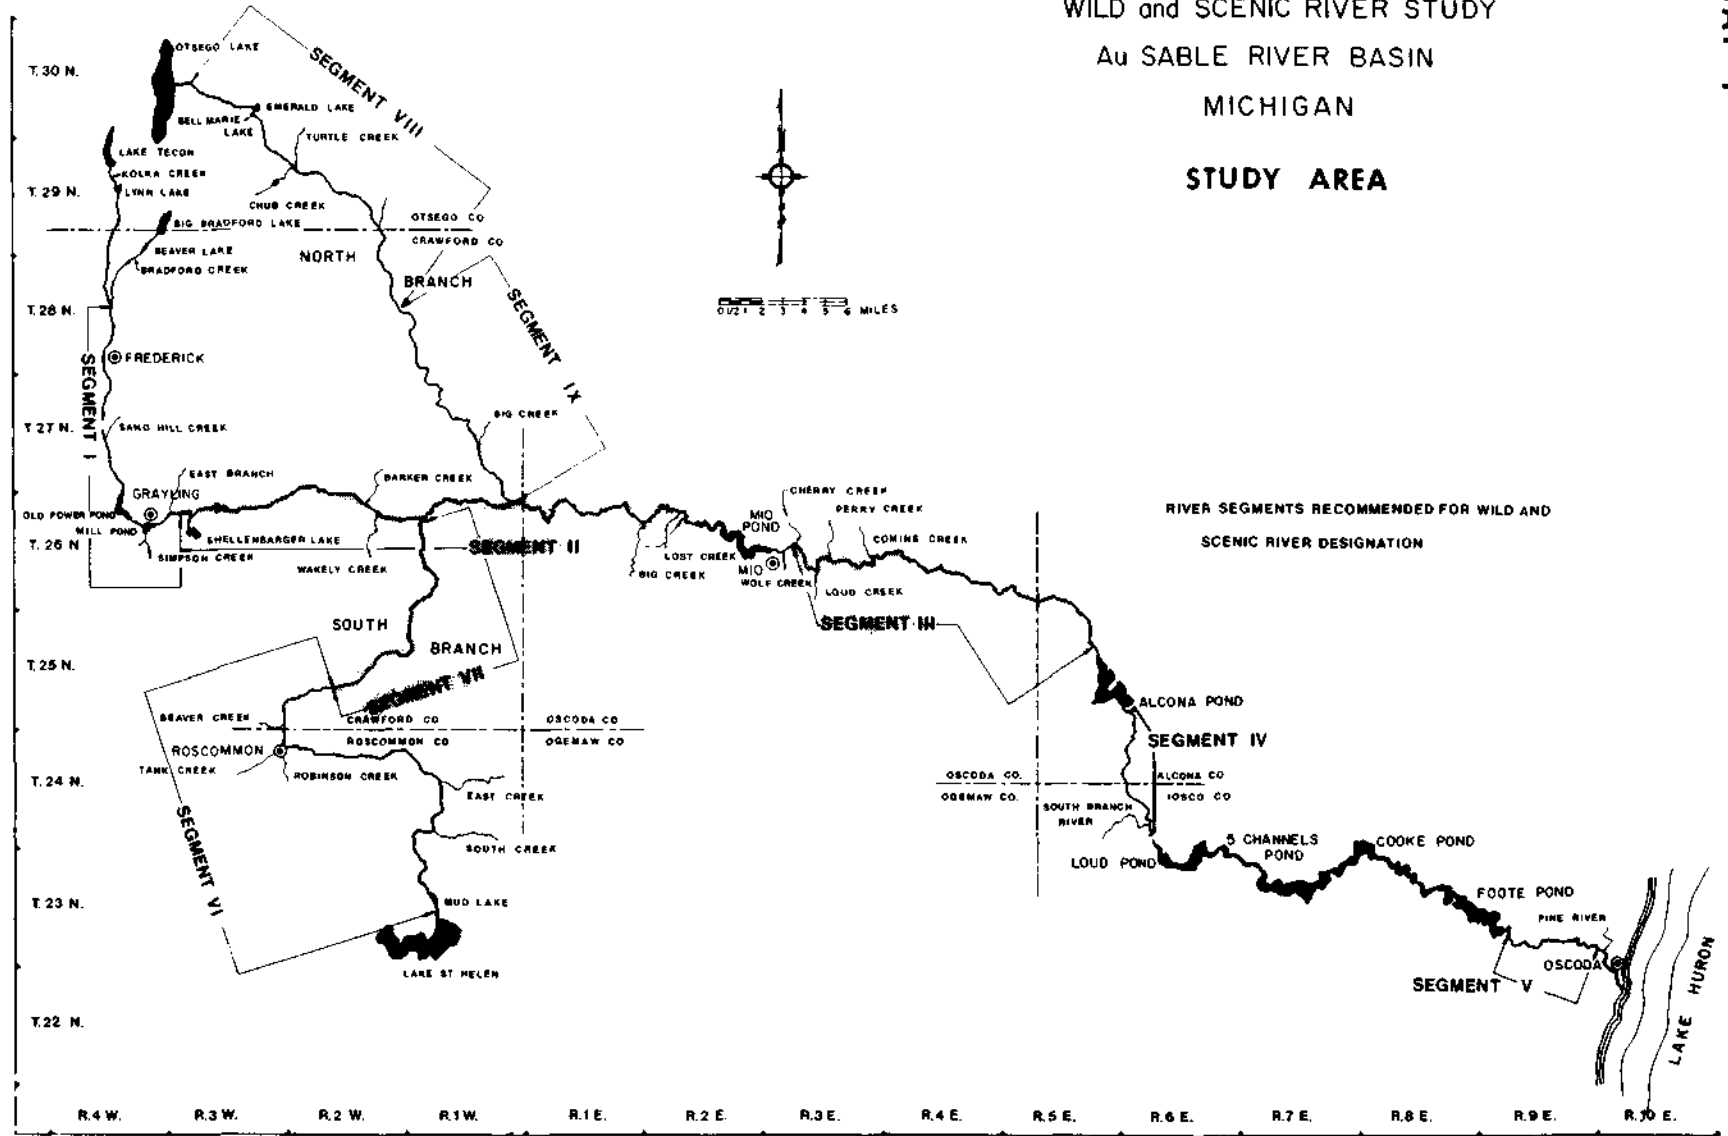 WILD and SCENIC RIVER STUDY
Au SABLE RIVER BASIN
MICHIGAN
STUDY AREA
T.30 N.
OTSEGO LAKE
SEGMENT VIII
EMERALD LAKE
BELL MARIE
LAKE
TURTLE CREEK
LAKE TECON
KOLKA CREEK
LYNN LAKE
T.29 N.
CHUB CREEK
OTSEGO CO
BIG BRADFORD LAKE
CRAWFORD CO
BEAVER LAKE
NORTH
BRADFORD CREEK
BRANCH
T.28 N.
SEGMENT IX
0 1/2 1 2 3 4 5 6 MILES
SEGMENT I
FREDERICK
BIG CREEK
T 27 N.
SAND HILL CREEK
EAST BRANCH
BARKER CREEK
GRAYLING
OLD POWER POND
MILL POND
T. 26 N
SHELLENBARGER LAKE
SIMPSON CREEK
WAKELY CREEK
SEGMENT II
CHERRY CREEK
MIO
POND
PERRY CREEK
COMINS CREEK
LOST CREEK
BIG CREEK
MIO
WOLF CREEK
LOUD CREEK
SEGMENT III
RIVER SEGMENTS RECOMMENDED FOR WILD AND
SCENIC RIVER DESIGNATION
SOUTH
BRANCH
T.25 N.
SEGMENT VII
BEAVER CREEK
CRAWFORD CO
OSCODA CO
ROSCOMMON CO
OGEMAW CO
ROSCOMMON
TANK CREEK
ROBINSON CREEK
T. 24 N.
EAST CREEK
SOUTH CREEK
SEGMENT VI
ALCONA POND
SEGMENT IV
OSCODA CO.
ALCONA CO
OGEMAW CO.
IOSCO CO
SOUTH BRANCH
RIVER
LOUD POND
5 CHANNELS
POND
COOKE POND
T. 23 N.
MUD LAKE
LAKE ST HELEN
FOOTE POND
PINE RIVER
OSCODA
SEGMENT V
LAKE HURON
T.22 N.
R.4 W.
R.3 W.
R.2 W.
R.1 W.
R.1 E.
R.2 E.
R.3 E.
R.4 E.
R.5 E.
R.6 E.
R.7 E.
R.8 E.
R.9 E.
R.10 E.